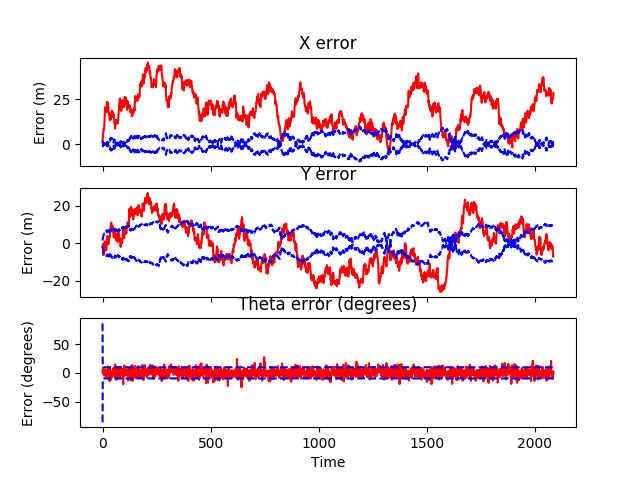 X error
Error (m)
25
0
Y error
Error (m)
20
0
−20
Theta error (degrees)
Error (degrees)
50
0
−50
0 500 1000 1500 2000
Time